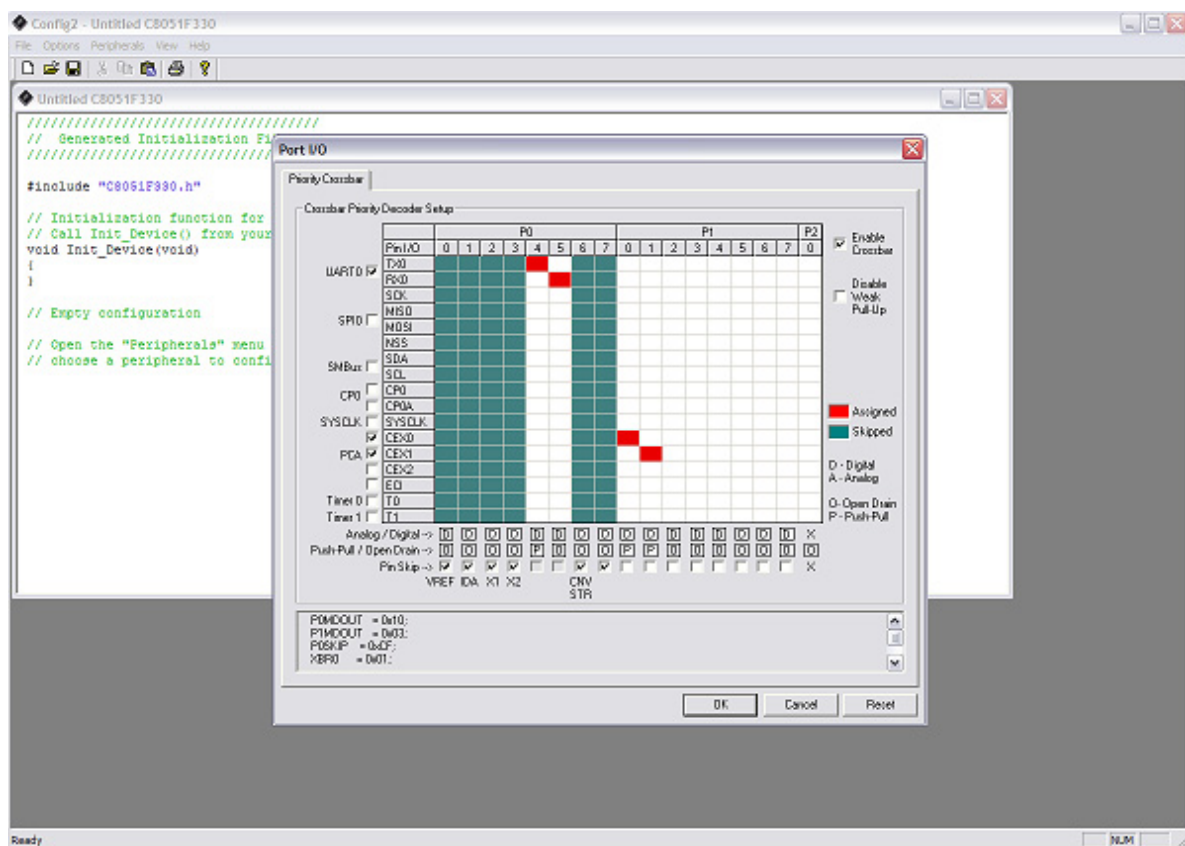 Config2 - Untitled C8051F330
File Options Peripherals View Help
Untitled C8051F330
/////////////////////////////////////
// Generated Initialization Fi
///////////////////////////////
#include "C8051F330.h"
// Initialization function for
// Call Init_Device() from your
void Init_Device(void)
{
}
// Empty configuration
// Open the "Peripherals" menu
// choose a peripheral to confi
Port I/O
Priority Crossbar
Crossbar Priority Decoder Setup
P0 P1 P2
Pin I/O 0 1 2 3 4 5 6 7 0 1 2 3 4 5 6 7 0
Enable Crossbar
UART0 TX0
RX0
Disable Weak Pull-Up
SCK
SPI0 MISO
MOSI
NSS
SMBus SDA
SCL
CP0 CP0
CP0A
SYSCLK SYSCLK
CEX0
PCA CEX1
CEX2
ECI
Timer 0 T0
Timer 1 T1
Assigned
Skipped
D - Digital
A - Analog
O - Open Drain
P - Push-Pull
Analog / Digital -> D D D D D D D D D D D D D D D D X
Push-Pull / Open Drain -> O O O O P O O O P P O O O O O O O
Pin Skip -> X
VREF IDA X1 X2 CNV STR
P0MDOUT = 0x10;
P1MDOUT = 0x03;
P0SKIP = 0xCF;
XBR0 = 0x01;
OK Cancel Reset
Ready NUM